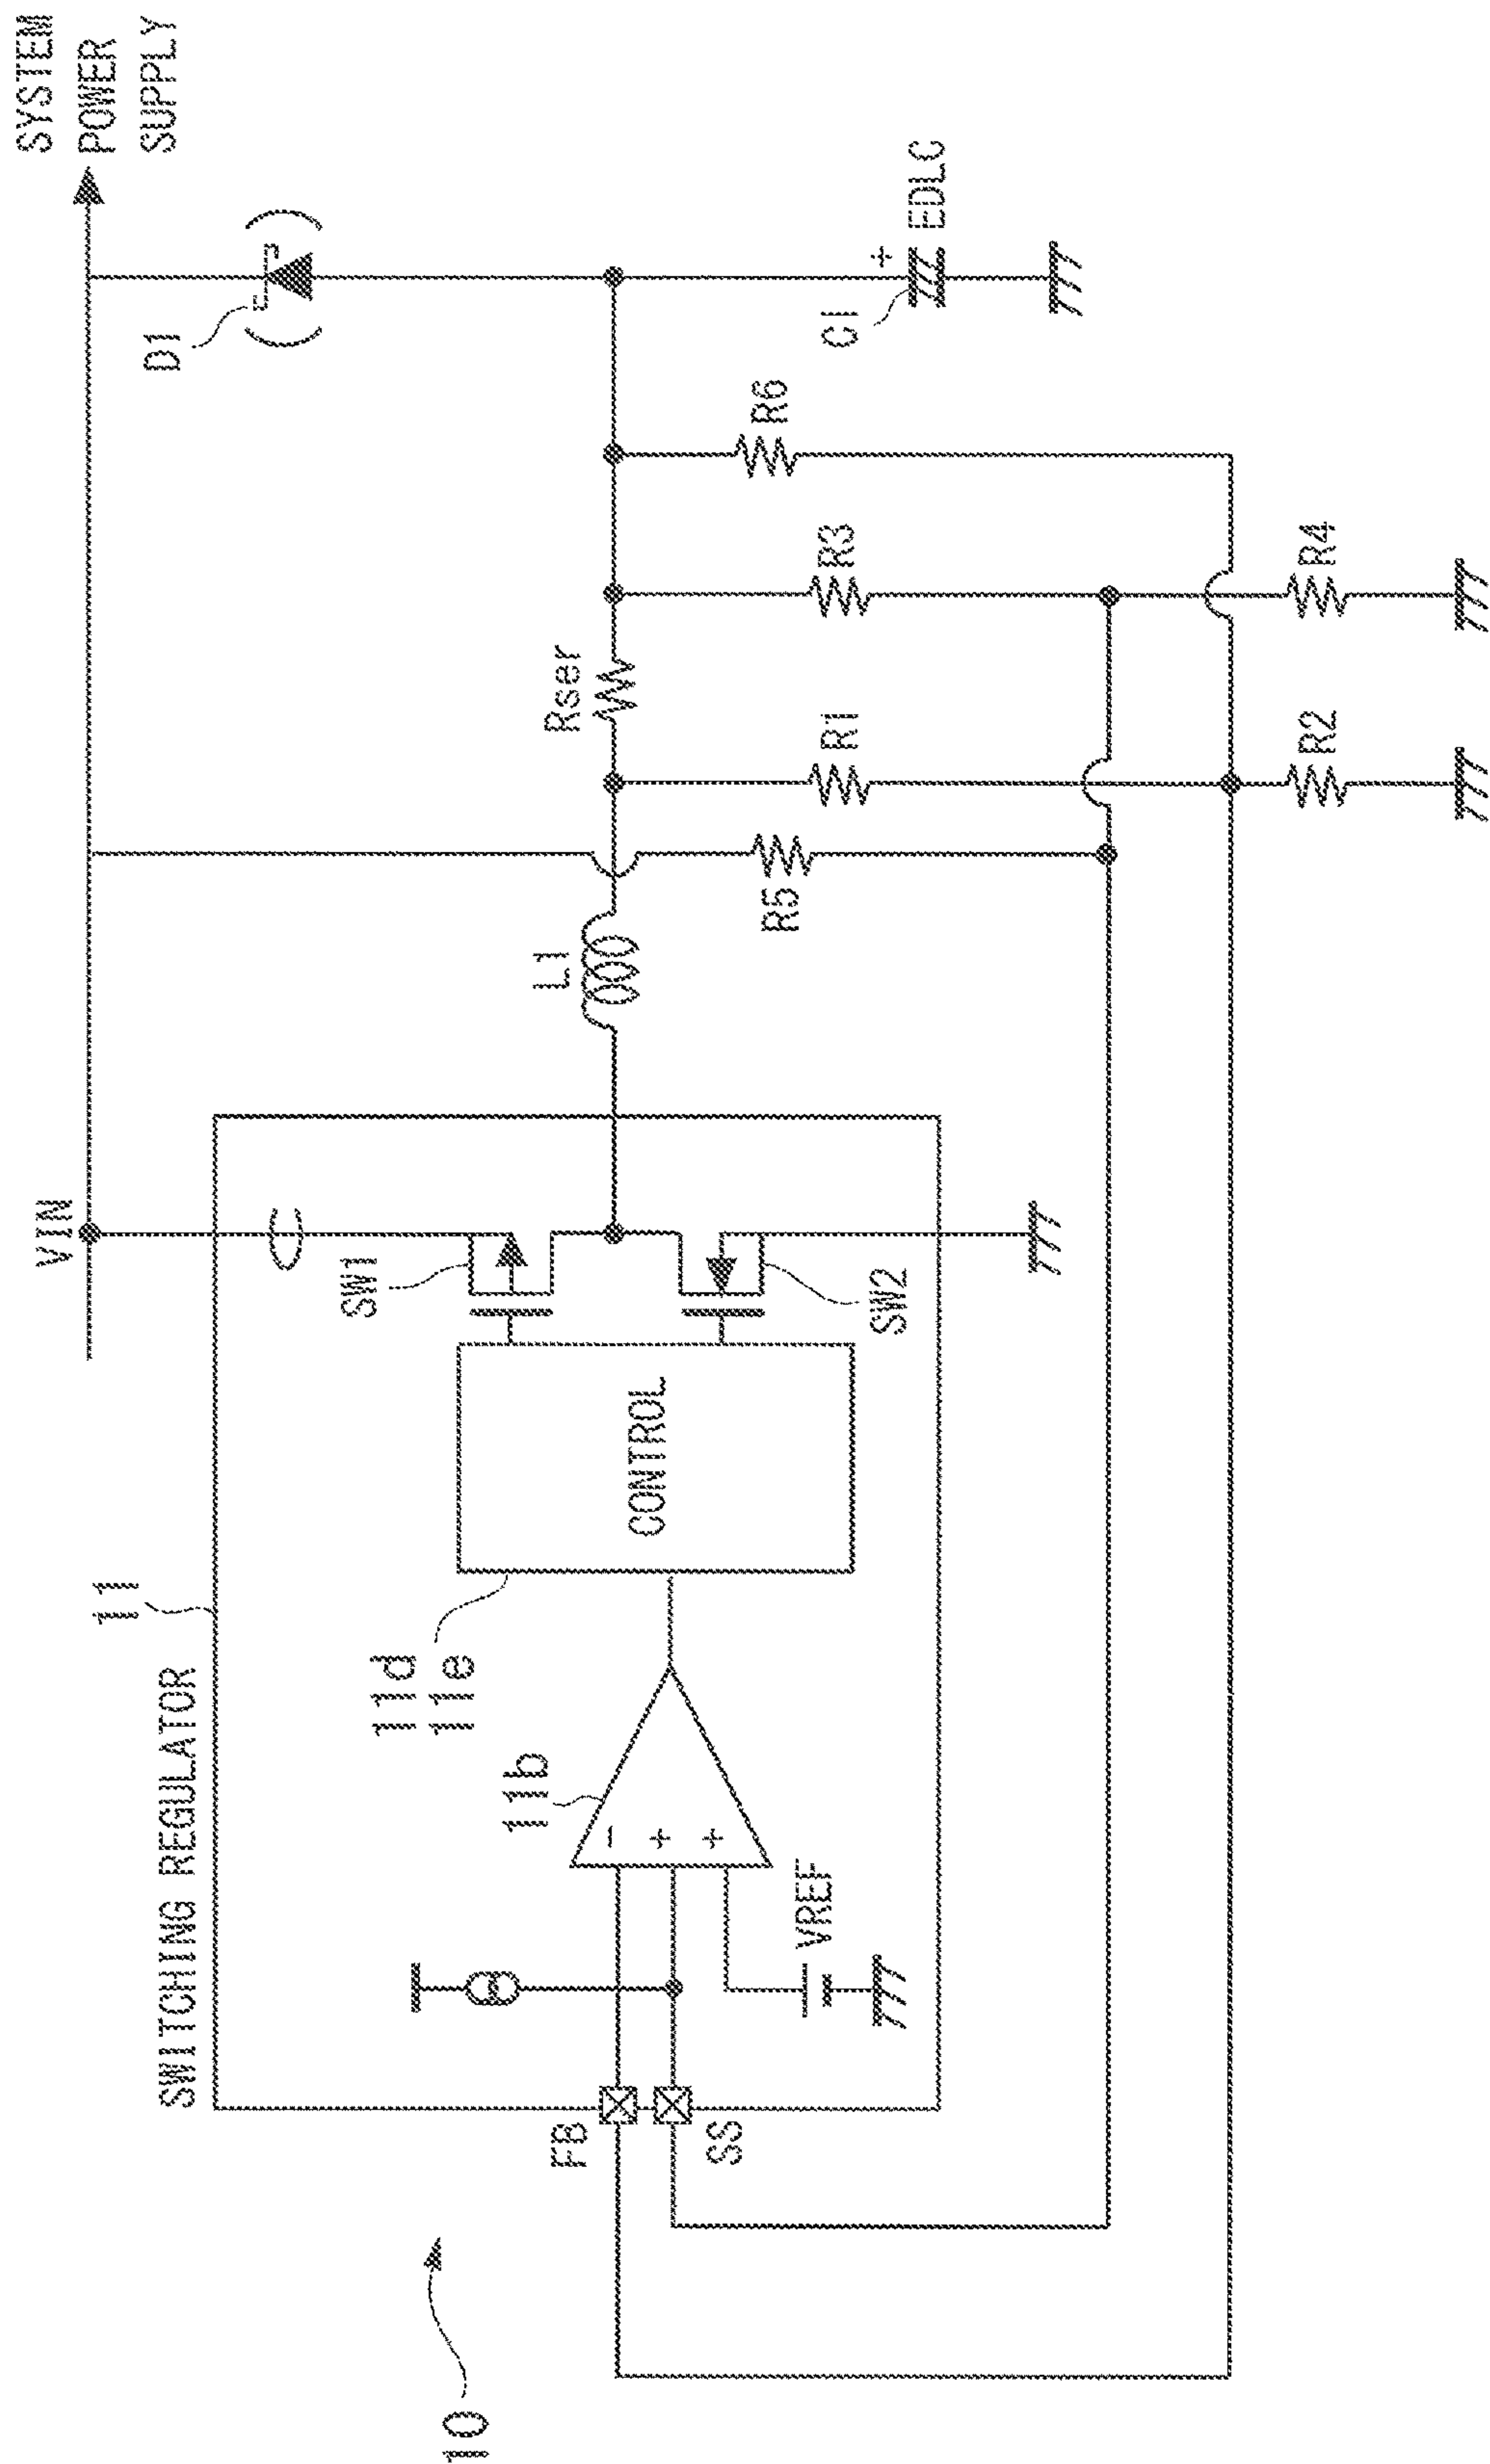 SYSTEM
POWER
SUPPLY
VIN
D1
SWITCHING REGULATOR
11
SW1
L1
Rser
11d
11e
CONTROL
11b
FB
SS
VREF
SW2
R5
R1
R3
R6
C1
+ EDLC
R2
R4
-
+
+
10